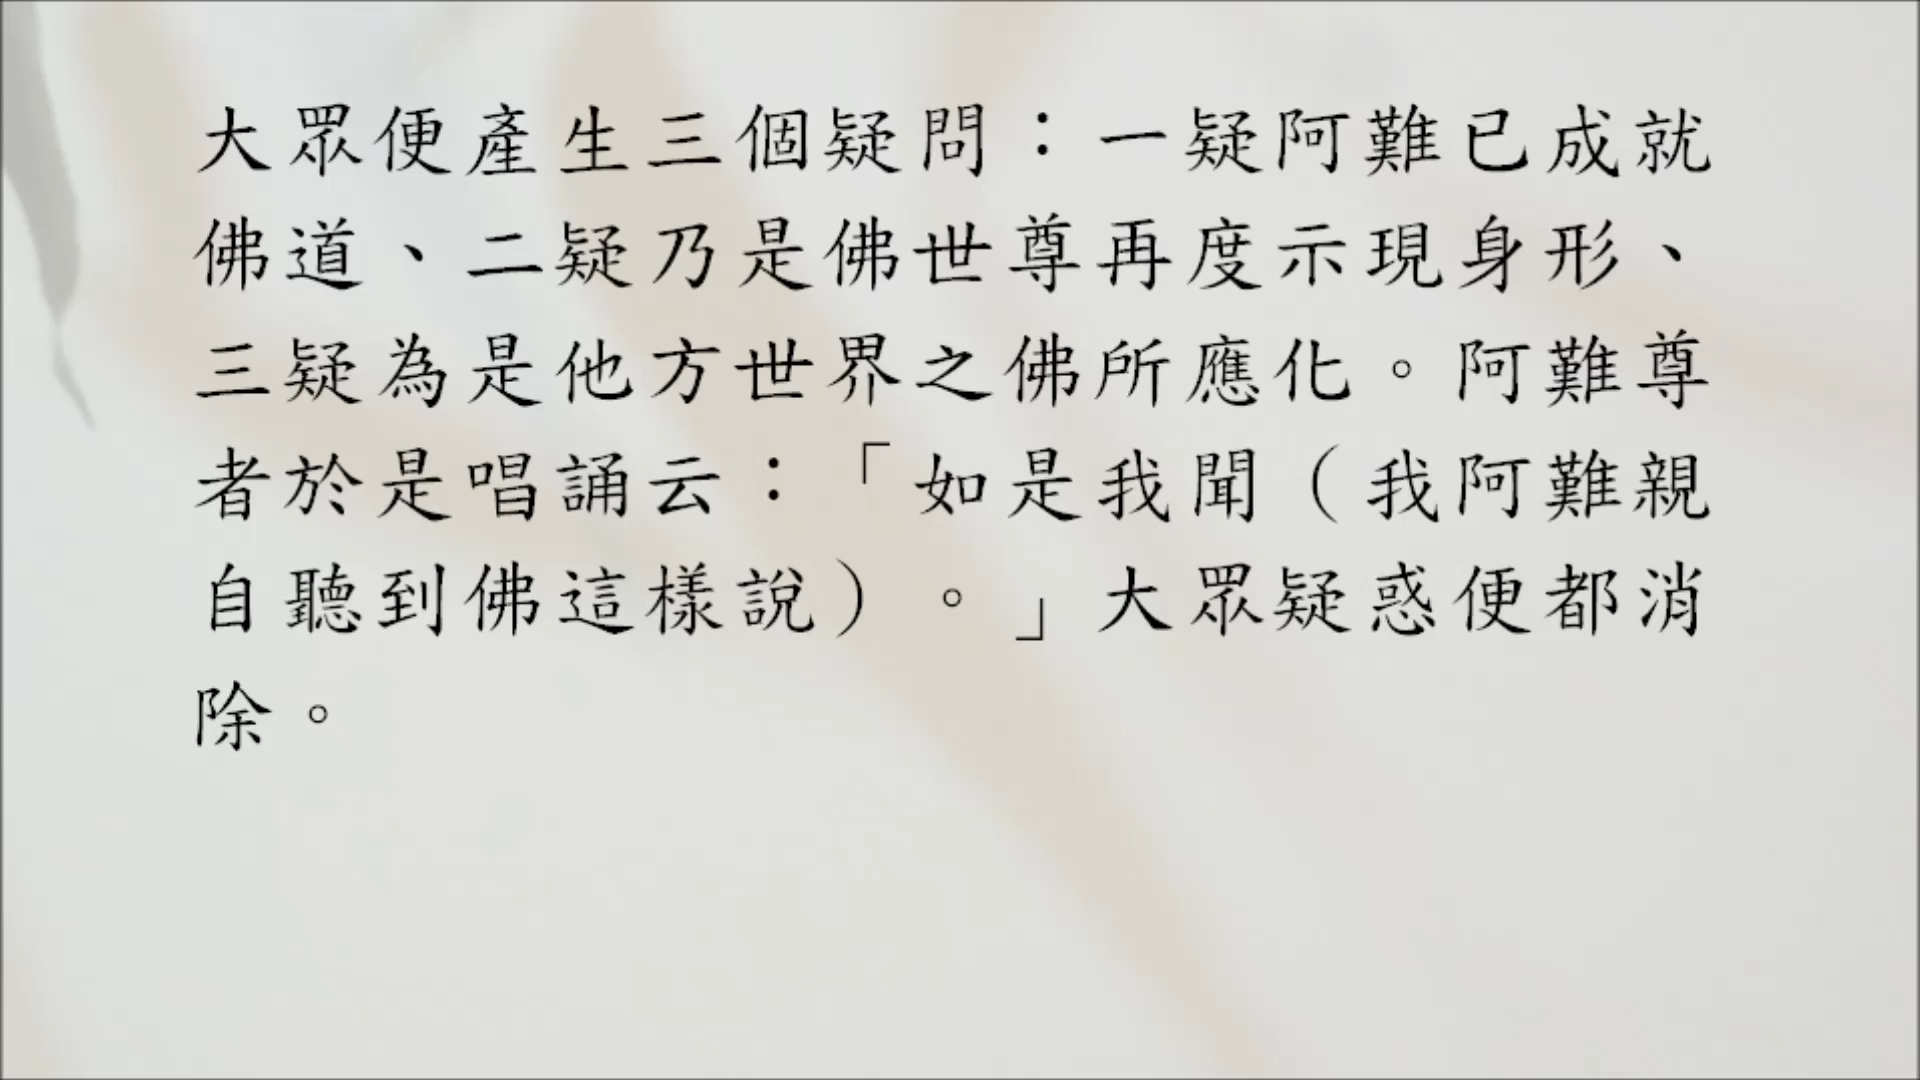 大眾便產生三個疑問：一疑阿難已成就
佛道、二疑乃是佛世尊再度示現身形、
三疑為是他方世界之佛所應化。阿難尊
者於是唱誦云：「如是我聞（我阿難親
自聽到佛這樣說）。」大眾疑惑便都消
除。